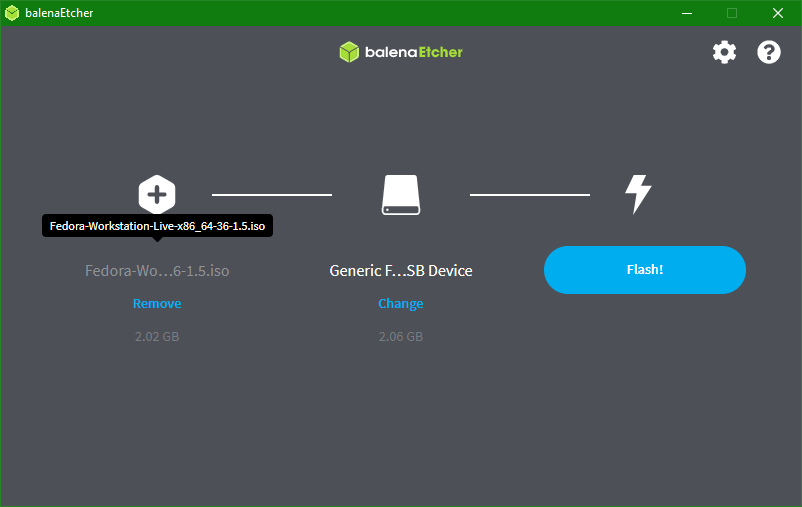 balenaEtcher
balenaEtcher
Fedora-Workstation-Live-x86_64-36-1.5.iso
Fedora-Wo…6-1.5.iso
Generic F…SB Device
Flash!
Remove
Change
2.02 GB
2.06 GB